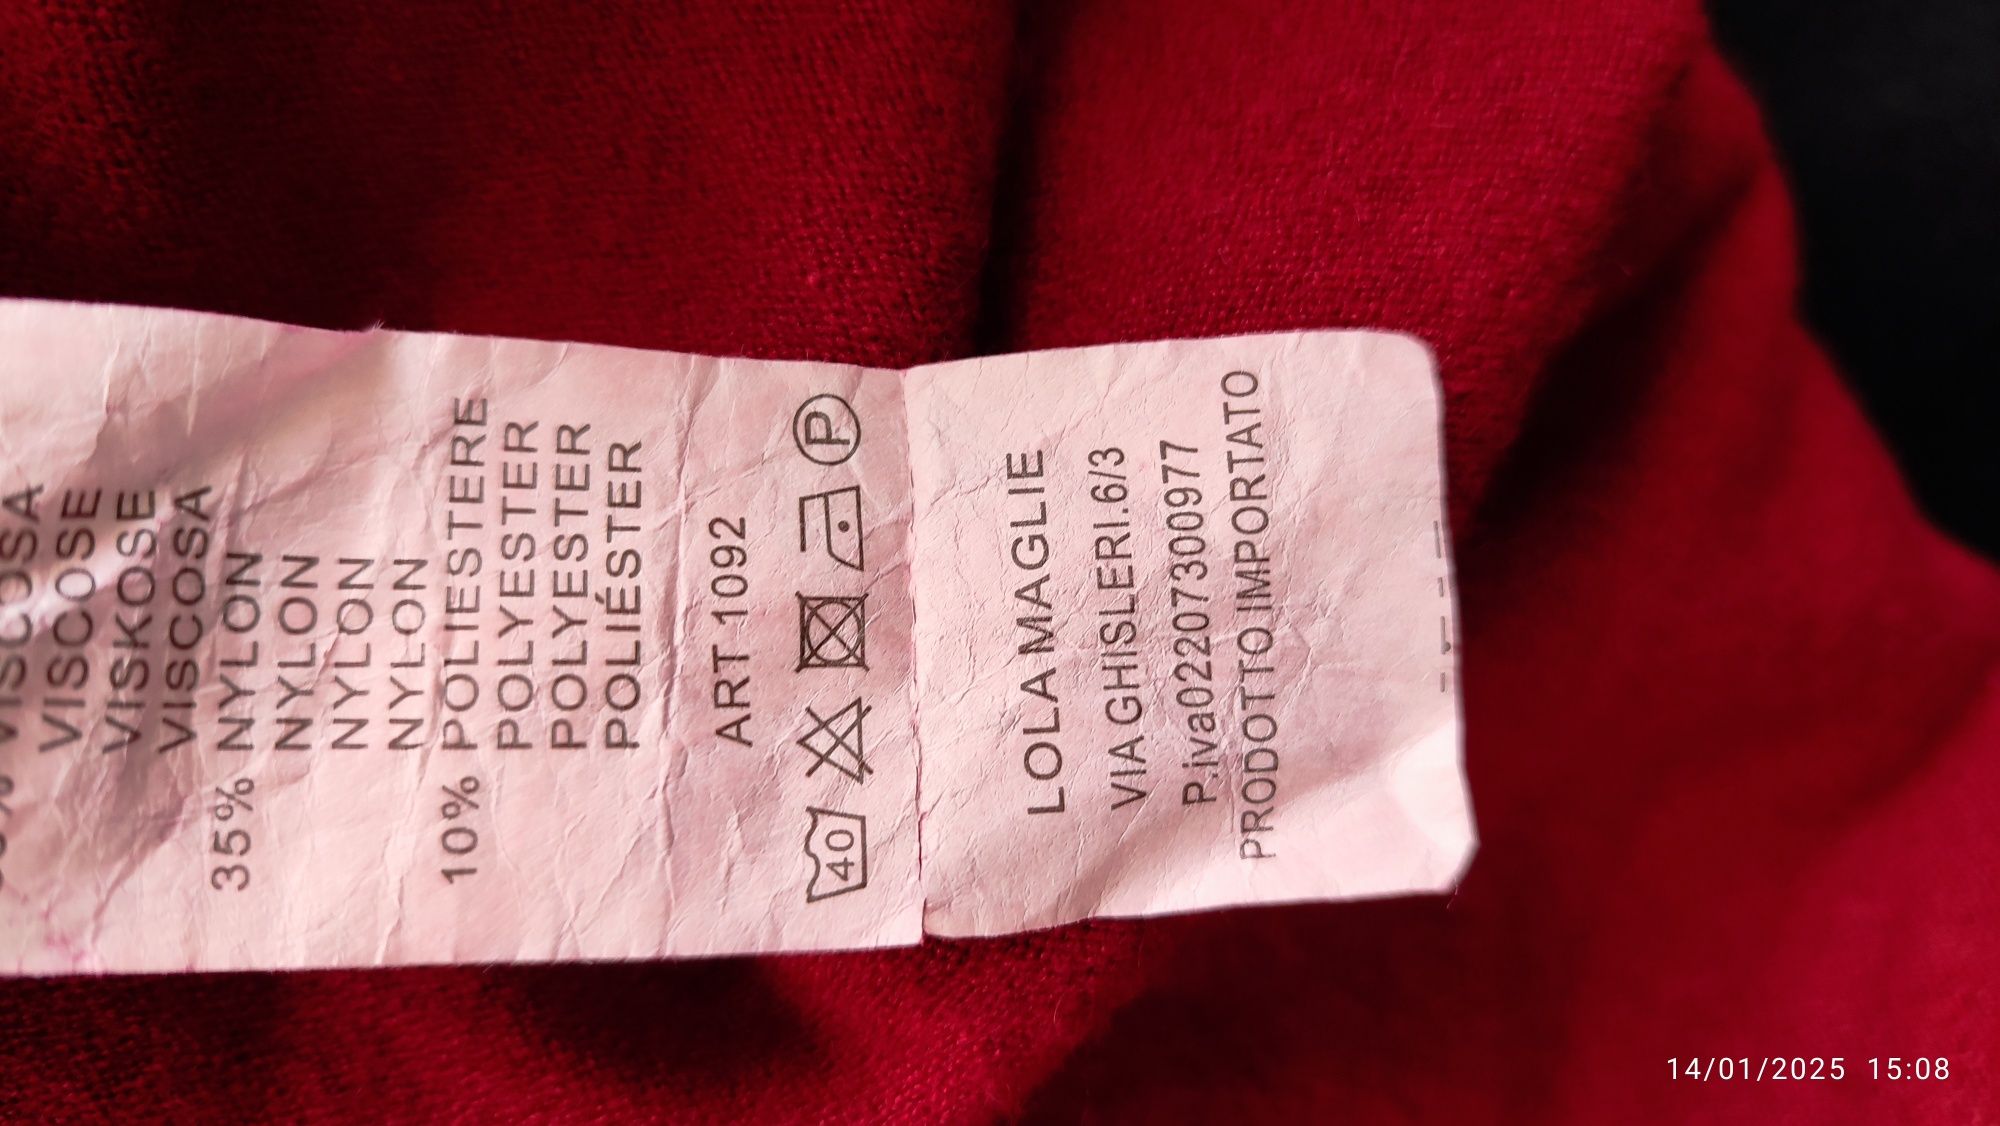 VISCOSA
VISCOSE
VISKOSE
VISCOSA
35% NYLON
NYLON
NYLON
NYLON
10% POLIESTERE
POLYESTER
POLYESTER
POLIÉSTER
ART 1092
40 P
LOLA MAGLIE
VIA GHISLERI.6/3
P.iva02207300977
PRODOTTO IMPORTATO
14/01/2025 15:08